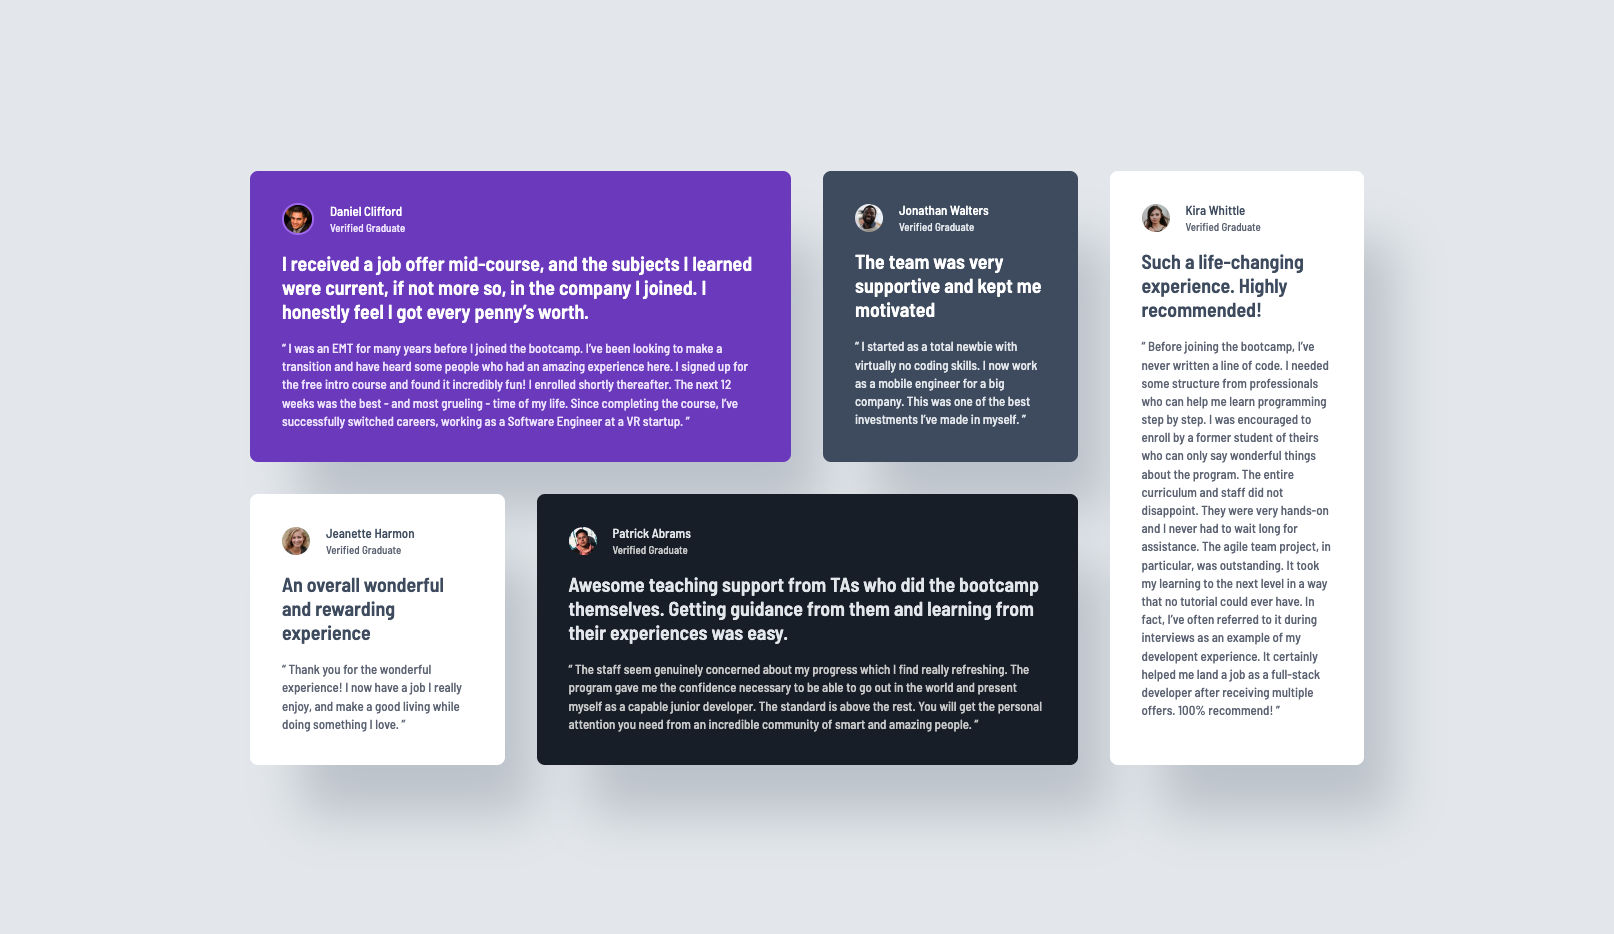 Daniel Clifford
Verified Graduate
I received a job offer mid-course, and the subjects I learned
were current, if not more so, in the company I joined. I
honestly feel I got every penny’s worth.
“ I was an EMT for many years before I joined the bootcamp. I’ve been looking to make a
transition and have heard some people who had an amazing experience here. I signed up for
the free intro course and found it incredibly fun! I enrolled shortly thereafter. The next 12
weeks was the best - and most grueling - time of my life. Since completing the course, I’ve
successfully switched careers, working as a Software Engineer at a VR startup. ”
Jonathan Walters
Verified Graduate
The team was very
supportive and kept me
motivated
“ I started as a total newbie with
virtually no coding skills. I now work
as a mobile engineer for a big
company. This was one of the best
investments I’ve made in myself. ”
Kira Whittle
Verified Graduate
Such a life-changing
experience. Highly
recommended!
“ Before joining the bootcamp, I’ve
never written a line of code. I needed
some structure from professionals
who can help me learn programming
step by step. I was encouraged to
enroll by a former student of theirs
who can only say wonderful things
about the program. The entire
curriculum and staff did not
disappoint. They were very hands-on
and I never had to wait long for
assistance. The agile team project, in
particular, was outstanding. It took
my learning to the next level in a way
that no tutorial could ever have. In
fact, I’ve often referred to it during
interviews as an example of my
developent experience. It certainly
helped me land a job as a full-stack
developer after receiving multiple
offers. 100% recommend! ”
Jeanette Harmon
Verified Graduate
An overall wonderful
and rewarding
experience
“ Thank you for the wonderful
experience! I now have a job I really
enjoy, and make a good living while
doing something I love. ”
Patrick Abrams
Verified Graduate
Awesome teaching support from TAs who did the bootcamp
themselves. Getting guidance from them and learning from
their experiences was easy.
“ The staff seem genuinely concerned about my progress which I find really refreshing. The
program gave me the confidence necessary to be able to go out in the world and present
myself as a capable junior developer. The standard is above the rest. You will get the personal
attention you need from an incredible community of smart and amazing people. ”